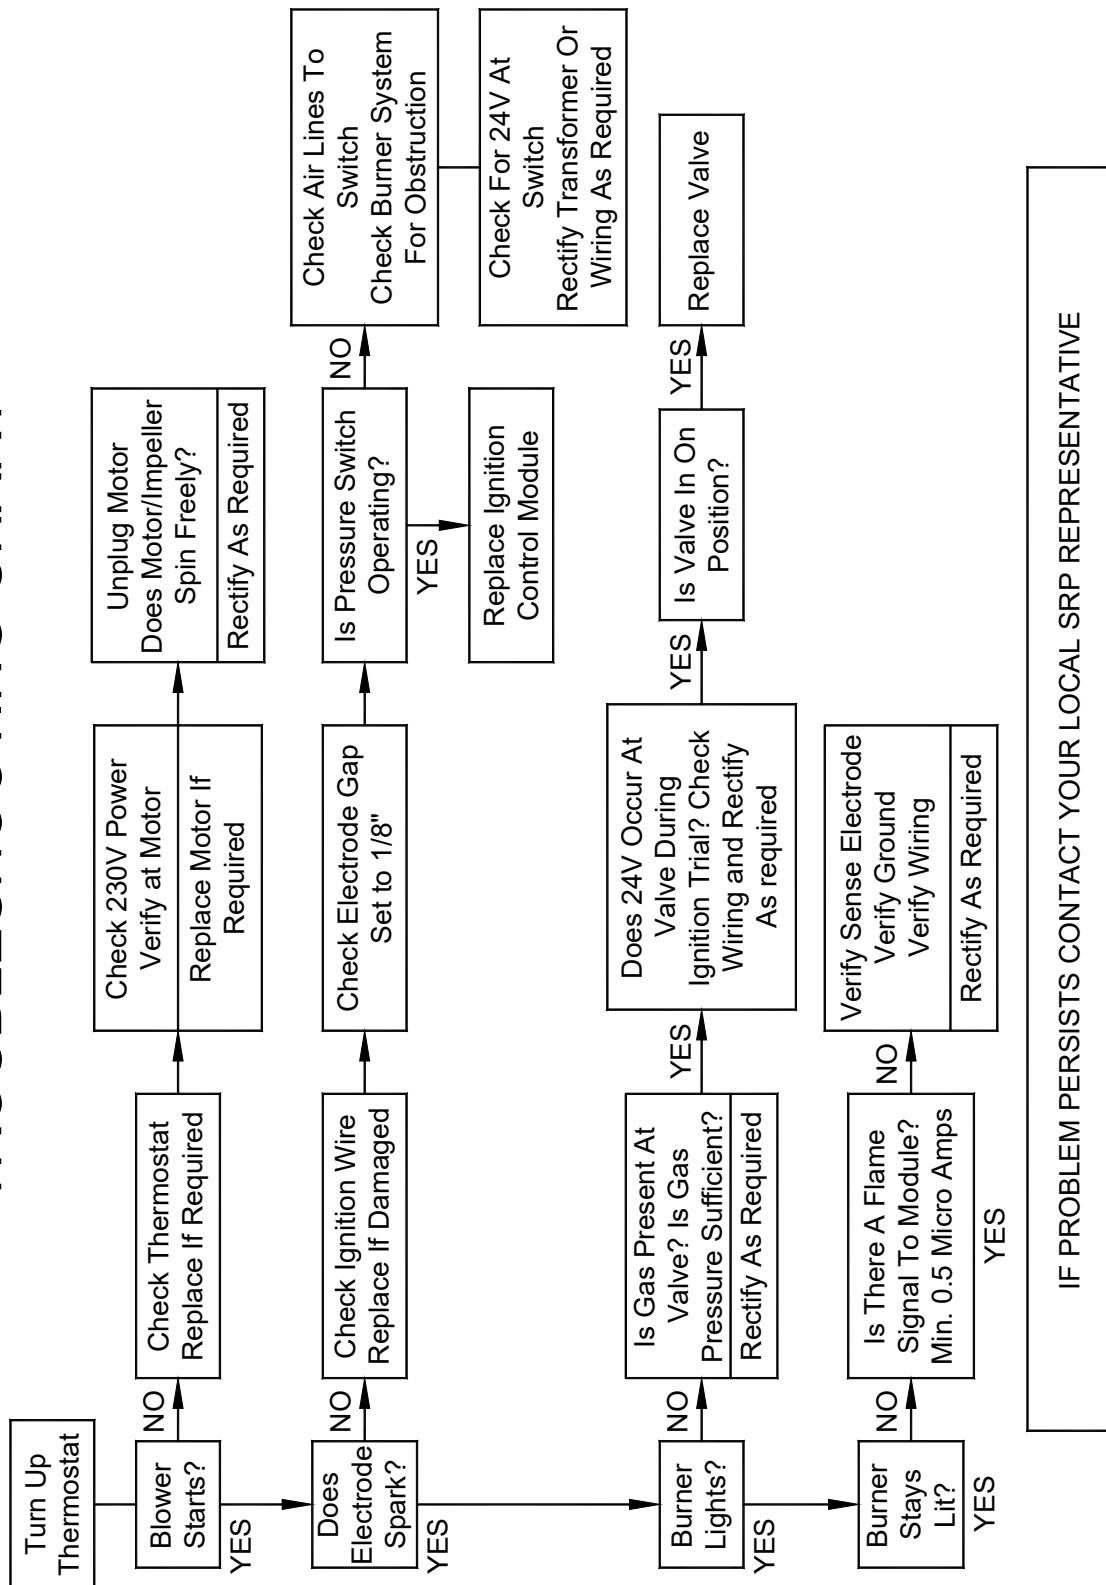 Turn Up
Thermostat
Blower
Starts?
NO
YES
Check Thermostat
Replace If Required
Check 230V Power
Verify at Motor
Replace Motor If
Required
Unplug Motor
Does Motor/Impeller
Spin Freely?
Rectify As Required
Does
Electrode
Spark?
NO
YES
Check Ignition Wire
Replace If Damaged
Check Electrode Gap
Set to 1/8"
Is Pressure Switch
Operating?
NO
YES
Check Air Lines To
Switch
Check Burner System
For Obstruction
Replace Ignition
Control Module
Check For 24V At
Switch
Rectify Transformer Or
Wiring As Required
Burner
Lights?
NO
YES
Is Gas Present At
Valve? Is Gas
Pressure Sufficient?
Rectify As Required
YES
Does 24V Occur At
Valve During
Ignition Trial? Check
Wiring and Rectify
As required
YES
Is Valve In On
Position?
YES
Replace Valve
Burner
Stays
Lit?
NO
YES
Is There A Flame
Signal To Module?
Min. 0.5 Micro Amps
NO
YES
Verify Sense Electrode
Verify Ground
Verify Wiring
Rectify As Required
IF PROBLEM PERSISTS CONTACT YOUR LOCAL SRP REPRESENTATIVE